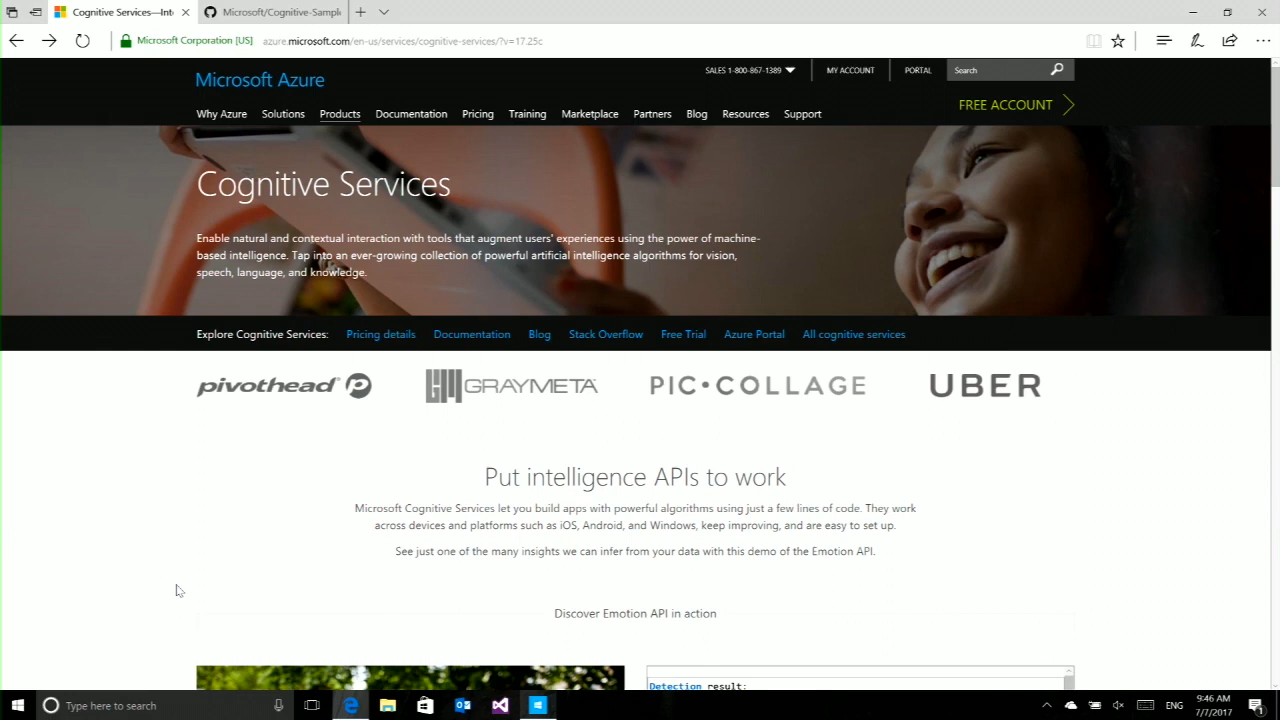 Cognitive Services—Inte
Microsoft/Cognitive-Sampl
Microsoft Corporation [US]
azure.microsoft.com/en-us/services/cognitive-services/?v=17.25c
Microsoft Azure
SALES 1-800-867-1389
MY ACCOUNT
PORTAL
Search
FREE ACCOUNT
Why Azure Solutions Products Documentation Pricing Training Marketplace Partners Blog Resources Support
Cognitive Services
Enable natural and contextual interaction with tools that augment users' experiences using the power of machine-
based intelligence. Tap into an ever-growing collection of powerful artificial intelligence algorithms for vision,
speech, language, and knowledge.
Explore Cognitive Services: Pricing details Documentation Blog Stack Overflow Free Trial Azure Portal All cognitive services
pivothead GRAYMETA PIC•COLLAGE UBER
Put intelligence APIs to work
Microsoft Cognitive Services let you build apps with powerful algorithms using just a few lines of code. They work
across devices and platforms such as iOS, Android, and Windows, keep improving, and are easy to set up.
See just one of the many insights we can infer from your data with this demo of the Emotion API.
Discover Emotion API in action
Detection result:
Type here to search
ENG
9:46 AM
7/7/2017
1